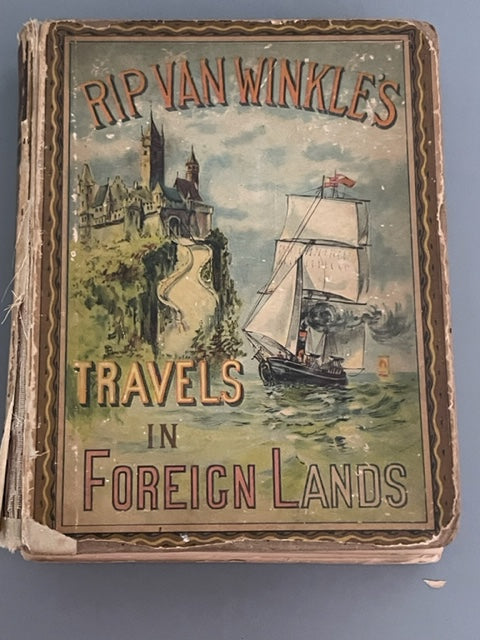 RIP VAN WINKLE'S
TRAVELS
IN
FOREIGN LANDS